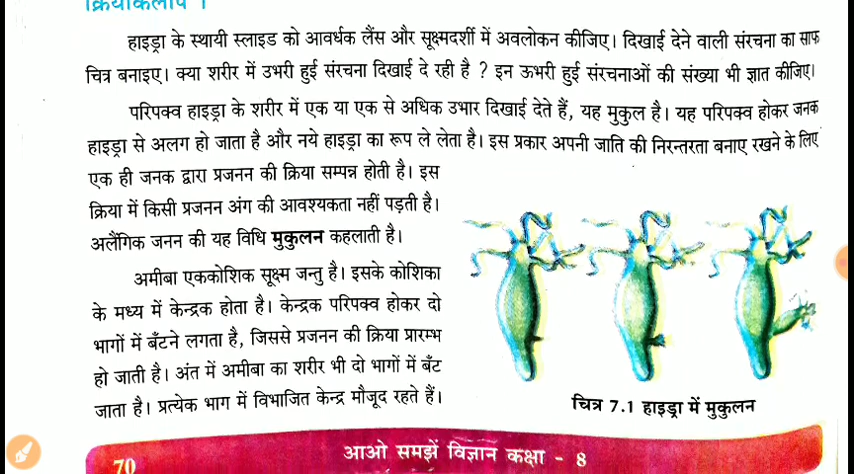 क्रियाकलाप 1
हाइड्रा के स्थायी स्लाइड को आवर्धक लैंस और सूक्ष्मदर्शी में अवलोकन कीजिए। दिखाई देने वाली संरचना का साफ
चित्र बनाइए। क्या शरीर में उभरी हुई संरचना दिखाई दे रही है ? इन ऊभरी हुई संरचनाओं की संख्या भी ज्ञात कीजिए।
परिपक्व हाइड्रा के शरीर में एक या एक से अधिक उभार दिखाई देते हैं, यह मुकुल है। यह परिपक्व होकर जनक
हाइड्रा से अलग हो जाता है और नये हाइड्रा का रूप ले लेता है। इस प्रकार अपनी जाति की निरन्तरता बनाए रखने के लिए
एक ही जनक द्वारा प्रजनन की क्रिया सम्पन्न होती है। इस
क्रिया में किसी प्रजनन अंग की आवश्यकता नहीं पड़ती है।
अलैंगिक जनन की यह विधि मुकुलन कहलाती है।
अमीबा एककोशिक सूक्ष्म जन्तु है। इसके कोशिका
के मध्य में केन्द्रक होता है। केन्द्रक परिपक्व होकर दो
भागों में बँटने लगता है, जिससे प्रजनन की क्रिया प्रारम्भ
हो जाती है। अंत में अमीबा का शरीर भी दो भागों में बँट
जाता है। प्रत्येक भाग में विभाजित केन्द्र मौजूद रहते हैं।
चित्र 7.1 हाइड्रा में मुकुलन
70
आओ समझें विज्ञान कक्षा - 8